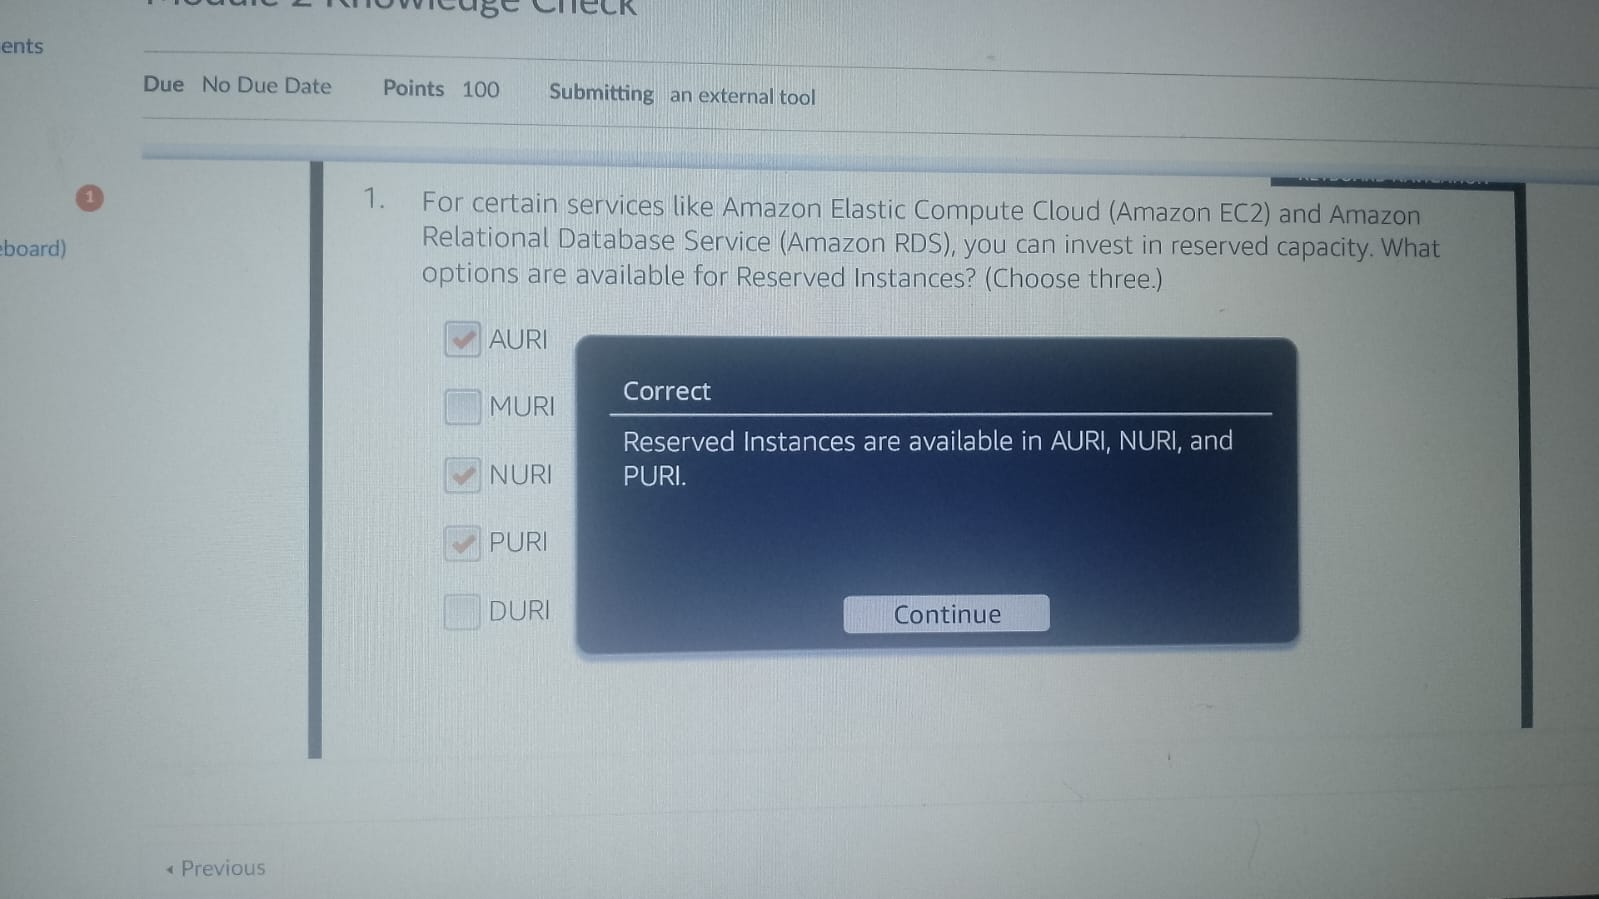 Module 2 Knowledge Check
ents
Due No Due Date Points 100 Submitting an external tool
1
eboard)
1. For certain services like Amazon Elastic Compute Cloud (Amazon EC2) and Amazon
Relational Database Service (Amazon RDS), you can invest in reserved capacity. What
options are available for Reserved Instances? (Choose three.)
AURI
MURI
NURI
PURI
DURI
Correct
Reserved Instances are available in AURI, NURI, and
PURI.
Continue
◂ Previous